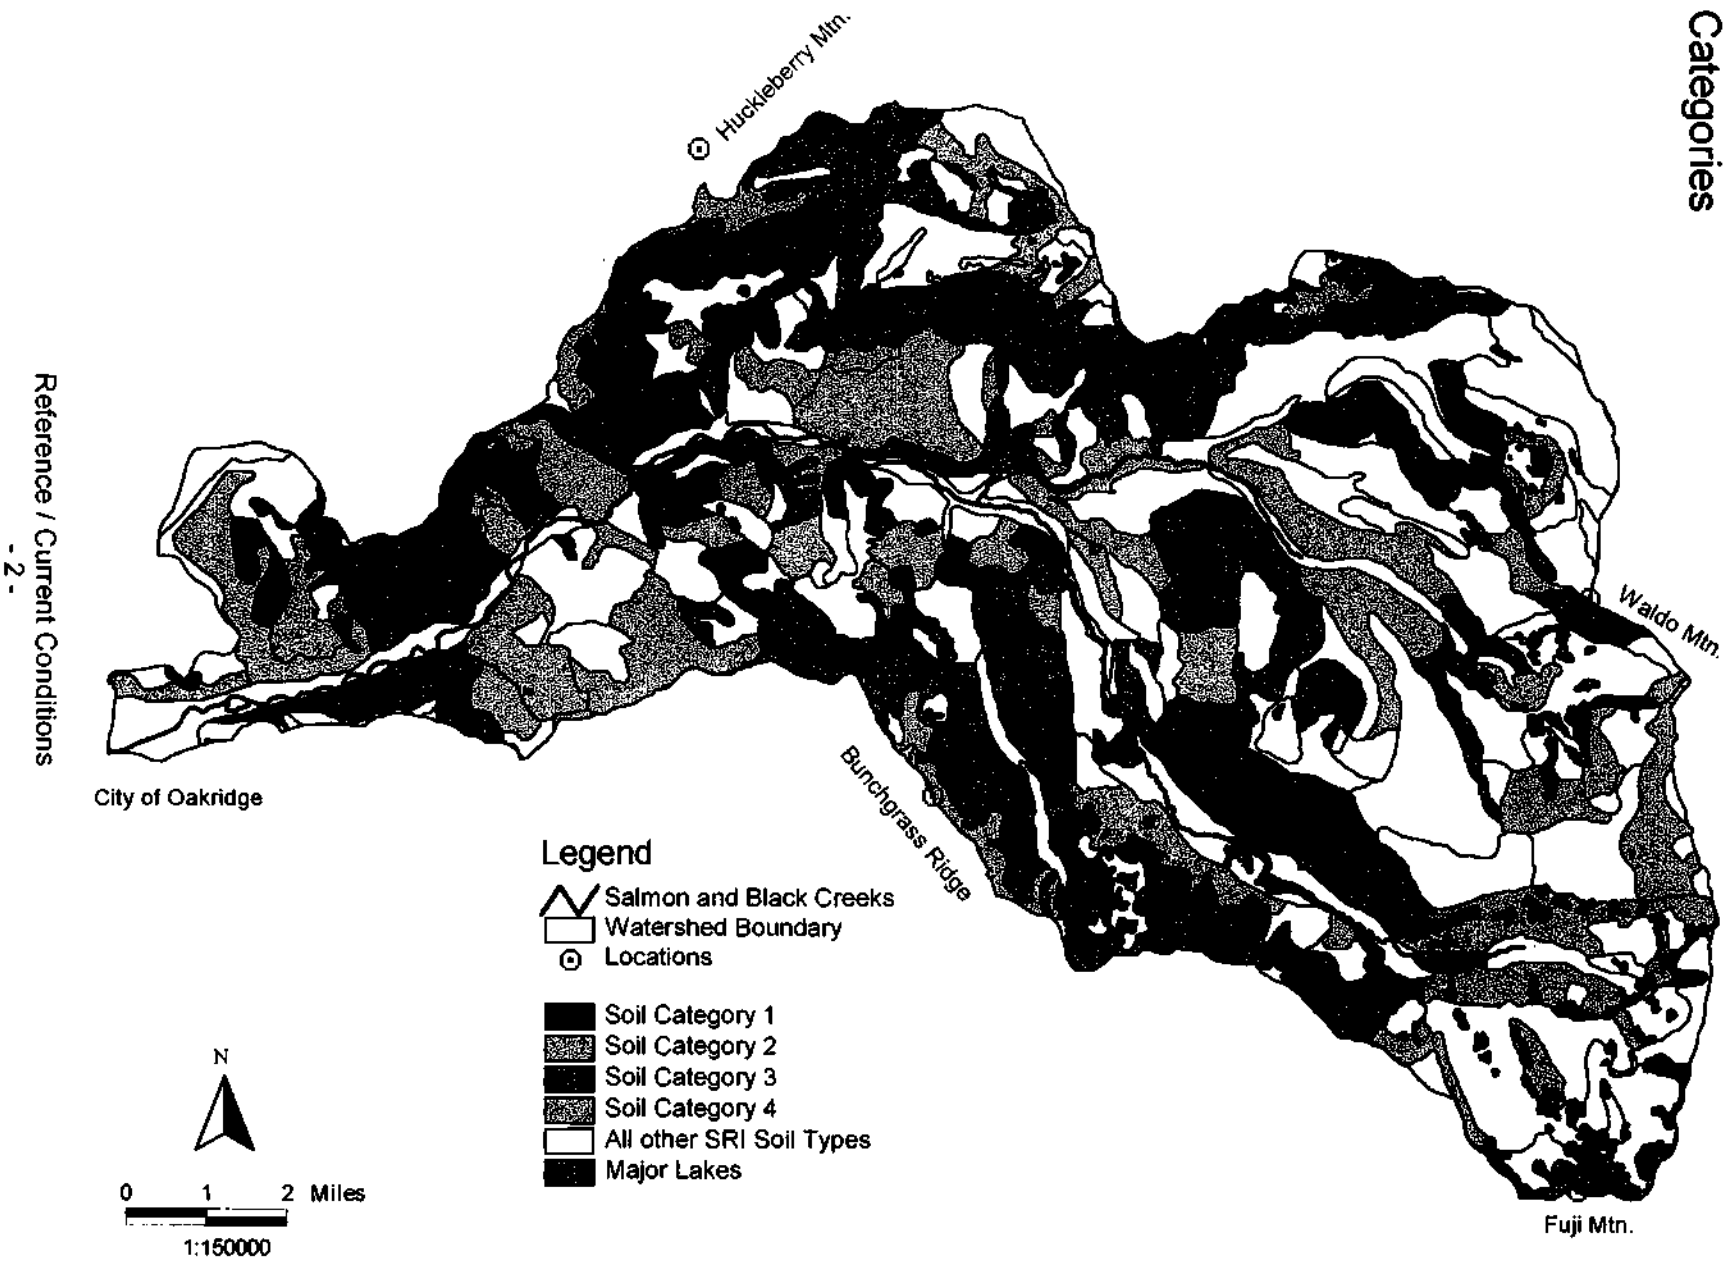 Categories
Huckleberry Mtn.
Waldo Mtn.
Reference / Current Conditions
- 2 -
City of Oakridge
Bunchgrass Ridge
Legend
Salmon and Black Creeks
Watershed Boundary
Locations
Soil Category 1
Soil Category 2
Soil Category 3
Soil Category 4
All other SRI Soil Types
Major Lakes
N
0 1 2 Miles
1:150000
Fuji Mtn.